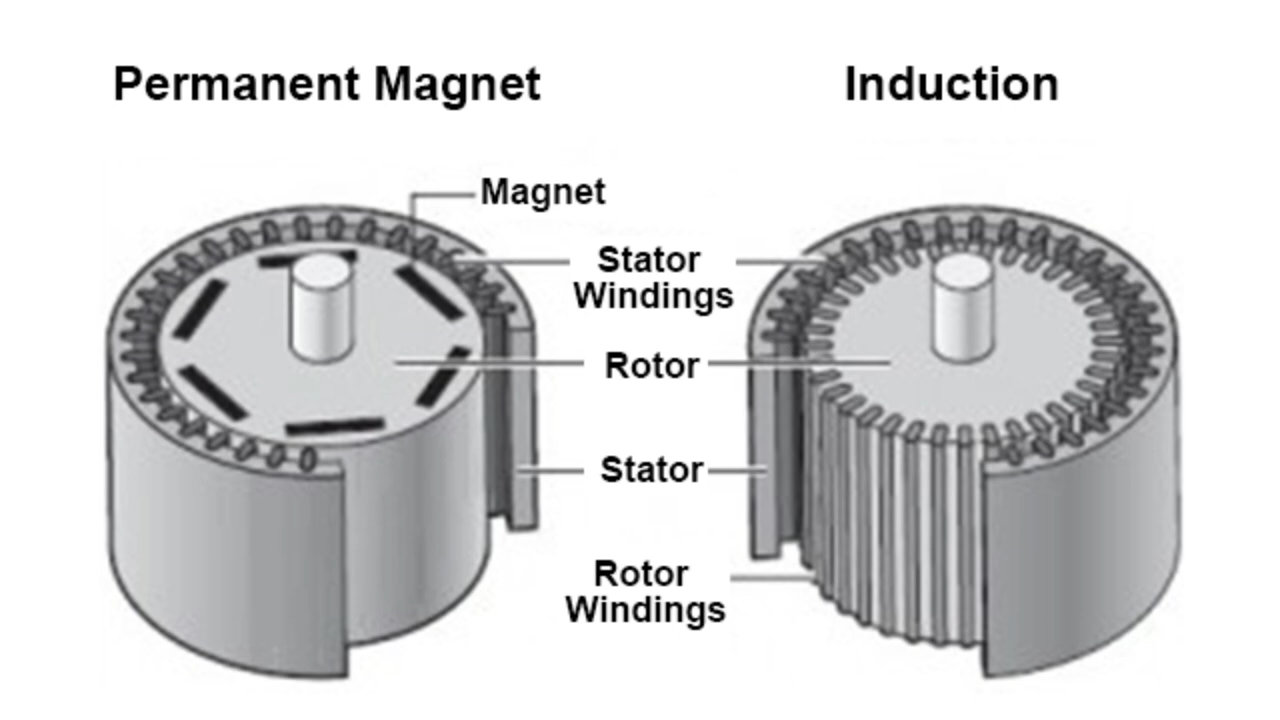 Permanent Magnet
Induction
Magnet
Stator
Windings
Rotor
Stator
Rotor
Windings